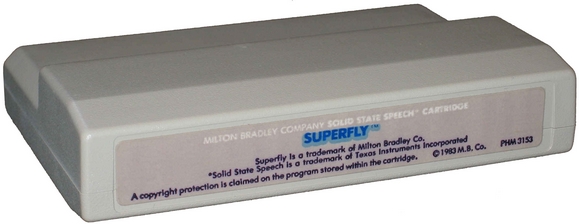 MILTON BRADLEY COMPANY SOLID STATE SPEECH* CARTRIDGE
SUPERFLY™
Superfly is a trademark of Milton Bradley Co.
*Solid State Speech is a trademark of Texas Instruments Incorporated
A copyright protection is claimed on the program stored within the cartridge. ©1983 M.B. Co. PHM 3153